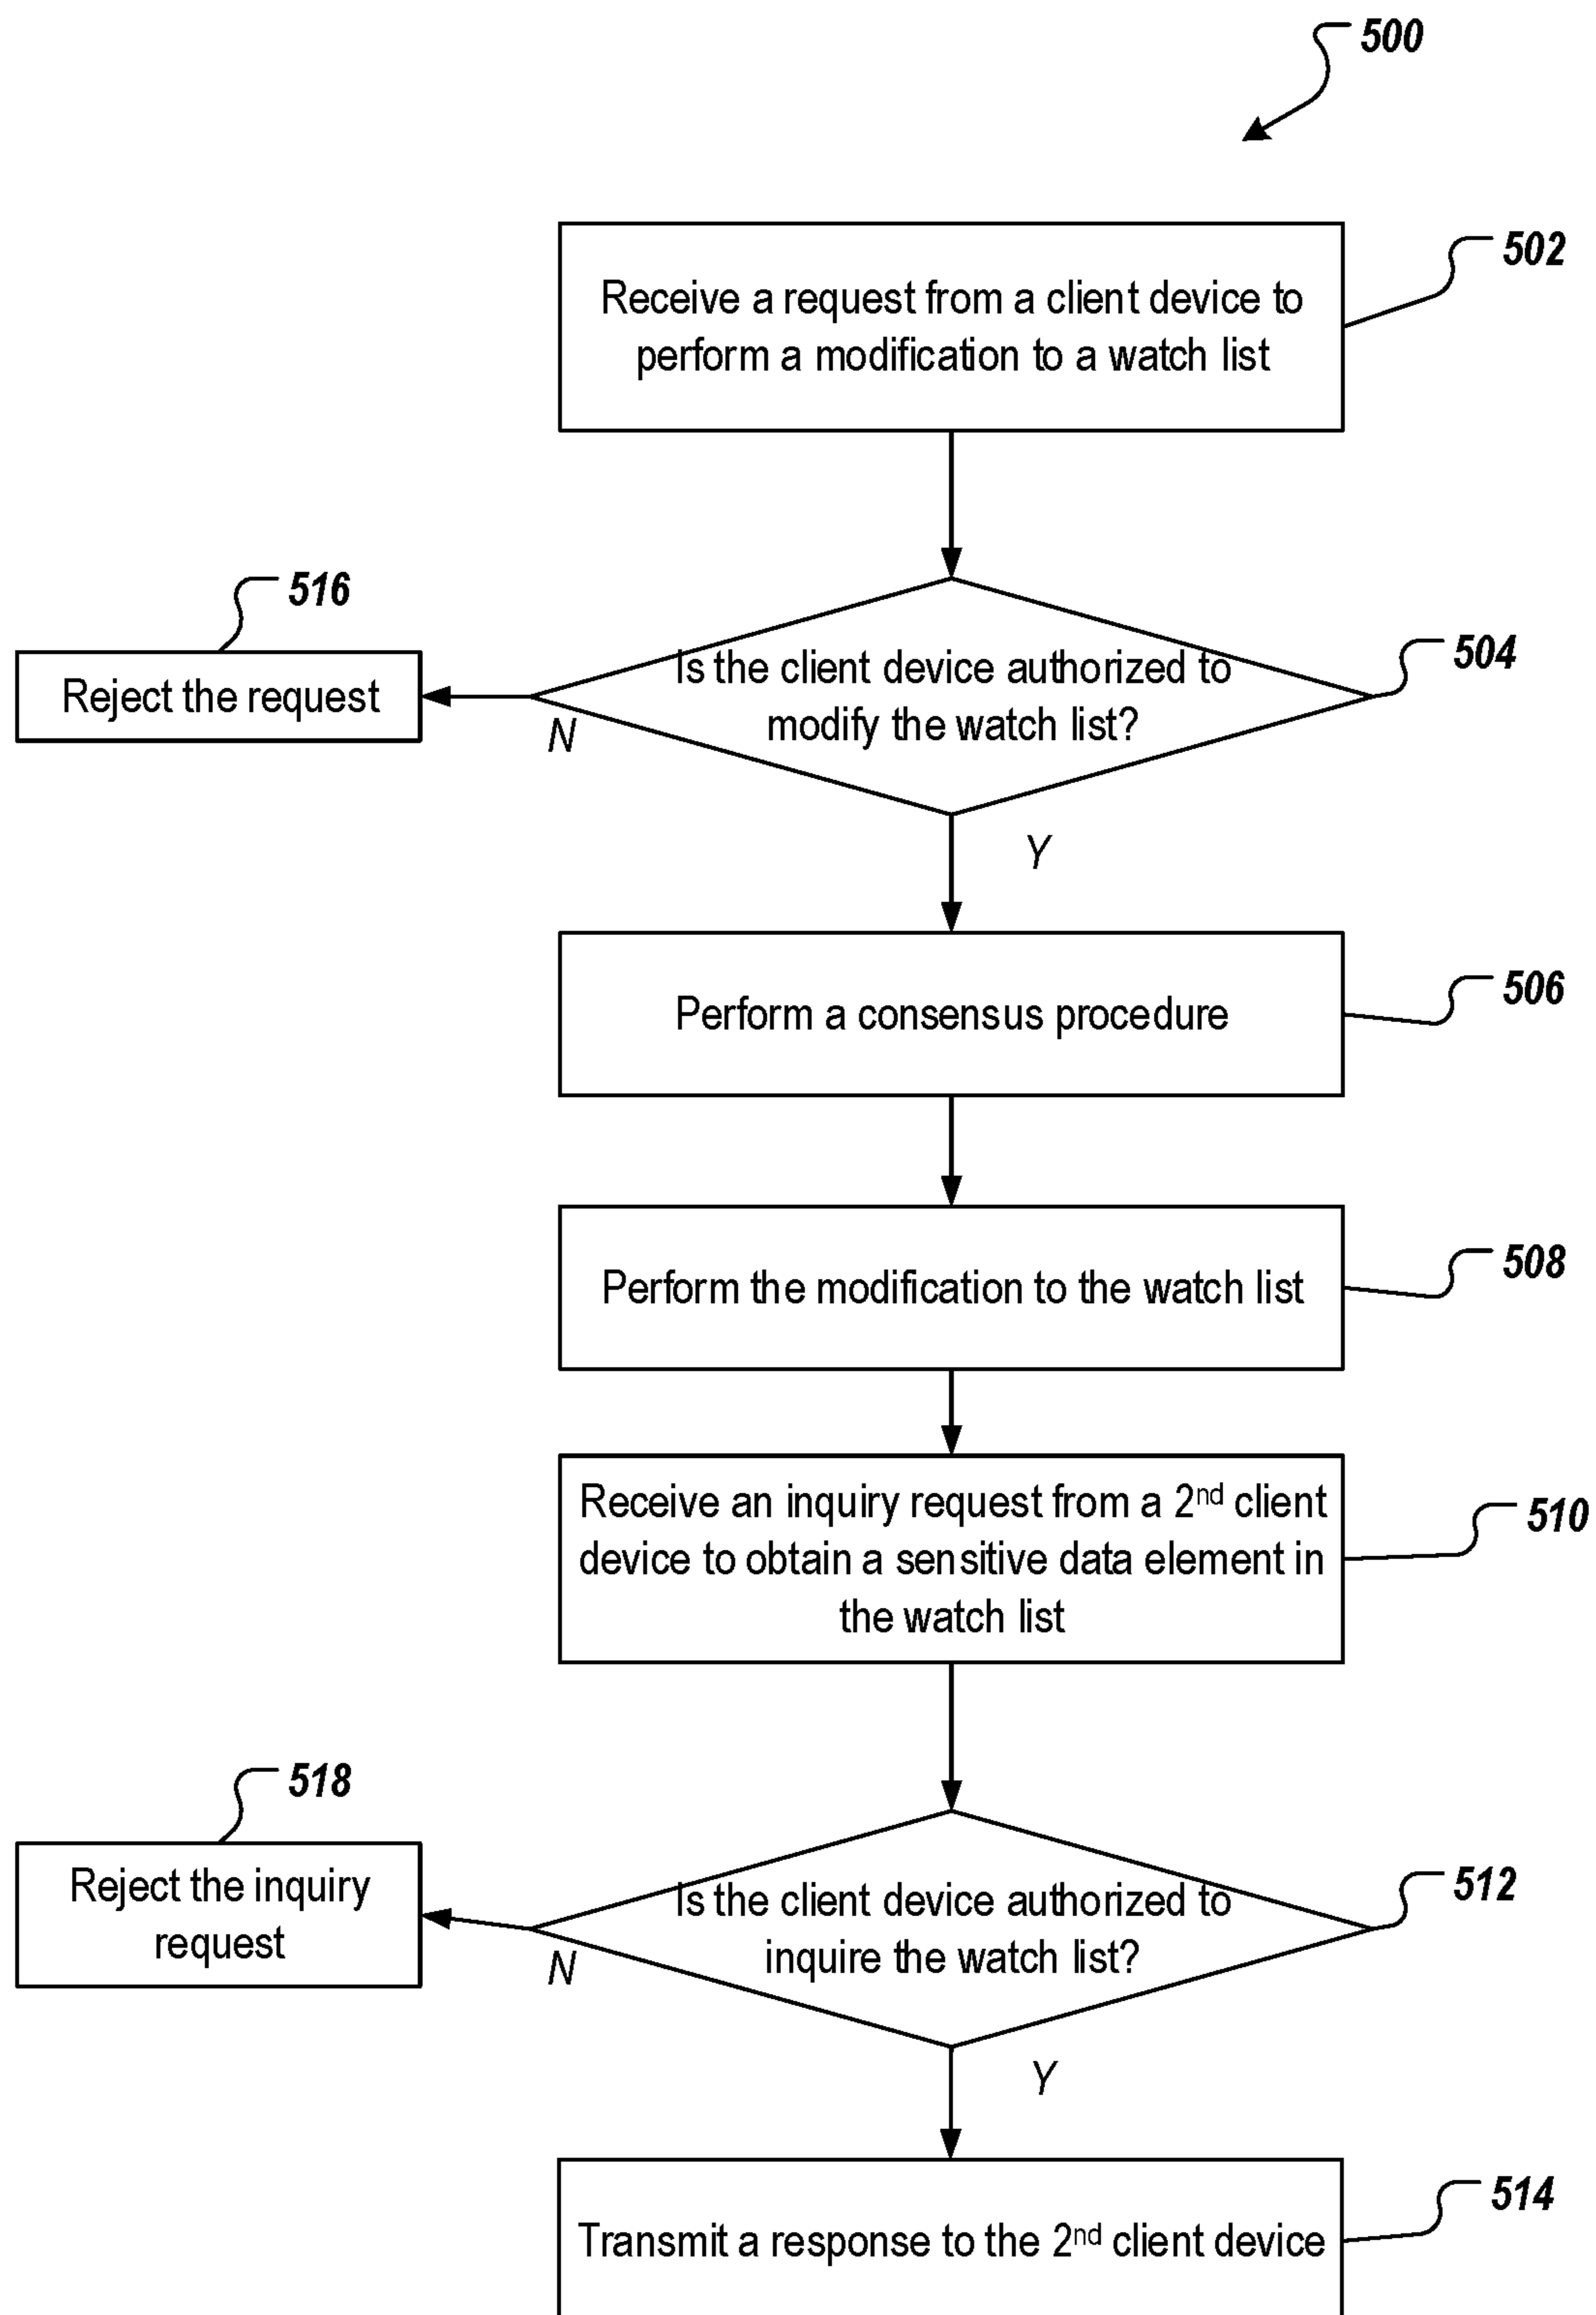 500
502
Receive a request from a client device to
perform a modification to a watch list
516
504
Is the client device authorized to
modify the watch list?
Reject the request
N
Y
506
Perform a consensus procedure
508
Perform the modification to the watch list
510
Receive an inquiry request from a 2nd client
device to obtain a sensitive data element in
the watch list
518
512
Is the client device authorized to
inquire the watch list?
Reject the inquiry
request
N
Y
514
Transmit a response to the 2nd client device